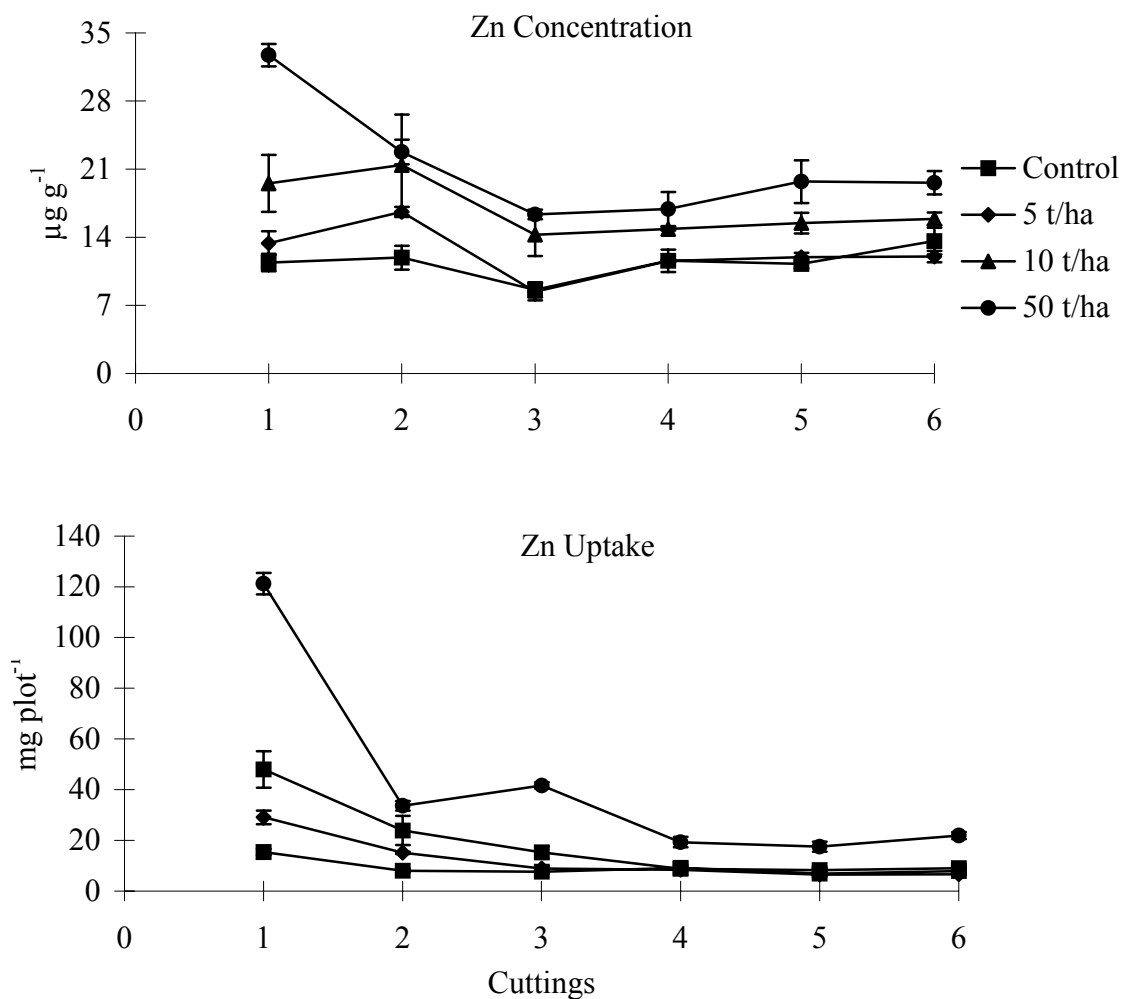 Zn Concentration
35
28
21
14
7
0
µg g-1
0 1 2 3 4 5 6
Control
5 t/ha
10 t/ha
50 t/ha
Zn Uptake
140
120
100
80
60
40
20
0
mg plot-1
0 1 2 3 4 5 6
Cuttings